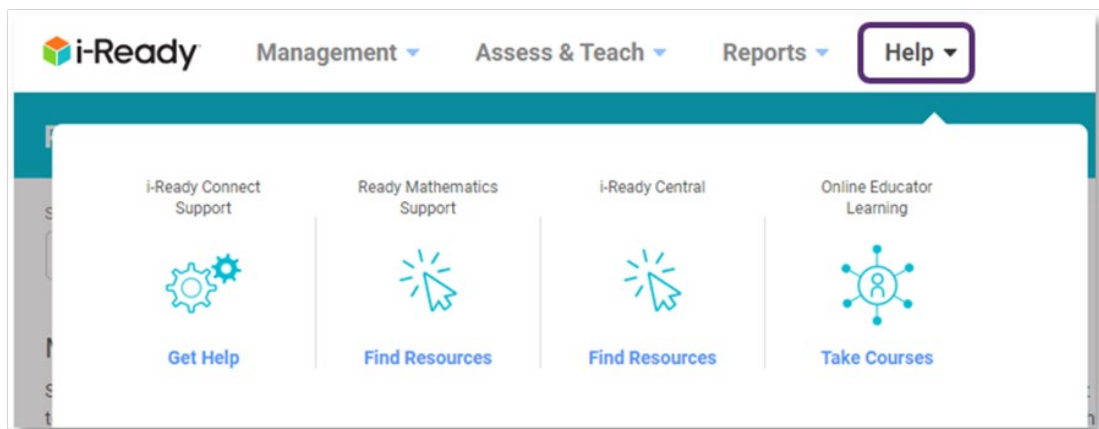 i-Ready Management Assess & Teach Reports Help
i-Ready Connect
Support
Ready Mathematics
Support
i-Ready Central
Online Educator
Learning
Get Help
Find Resources
Find Resources
Take Courses